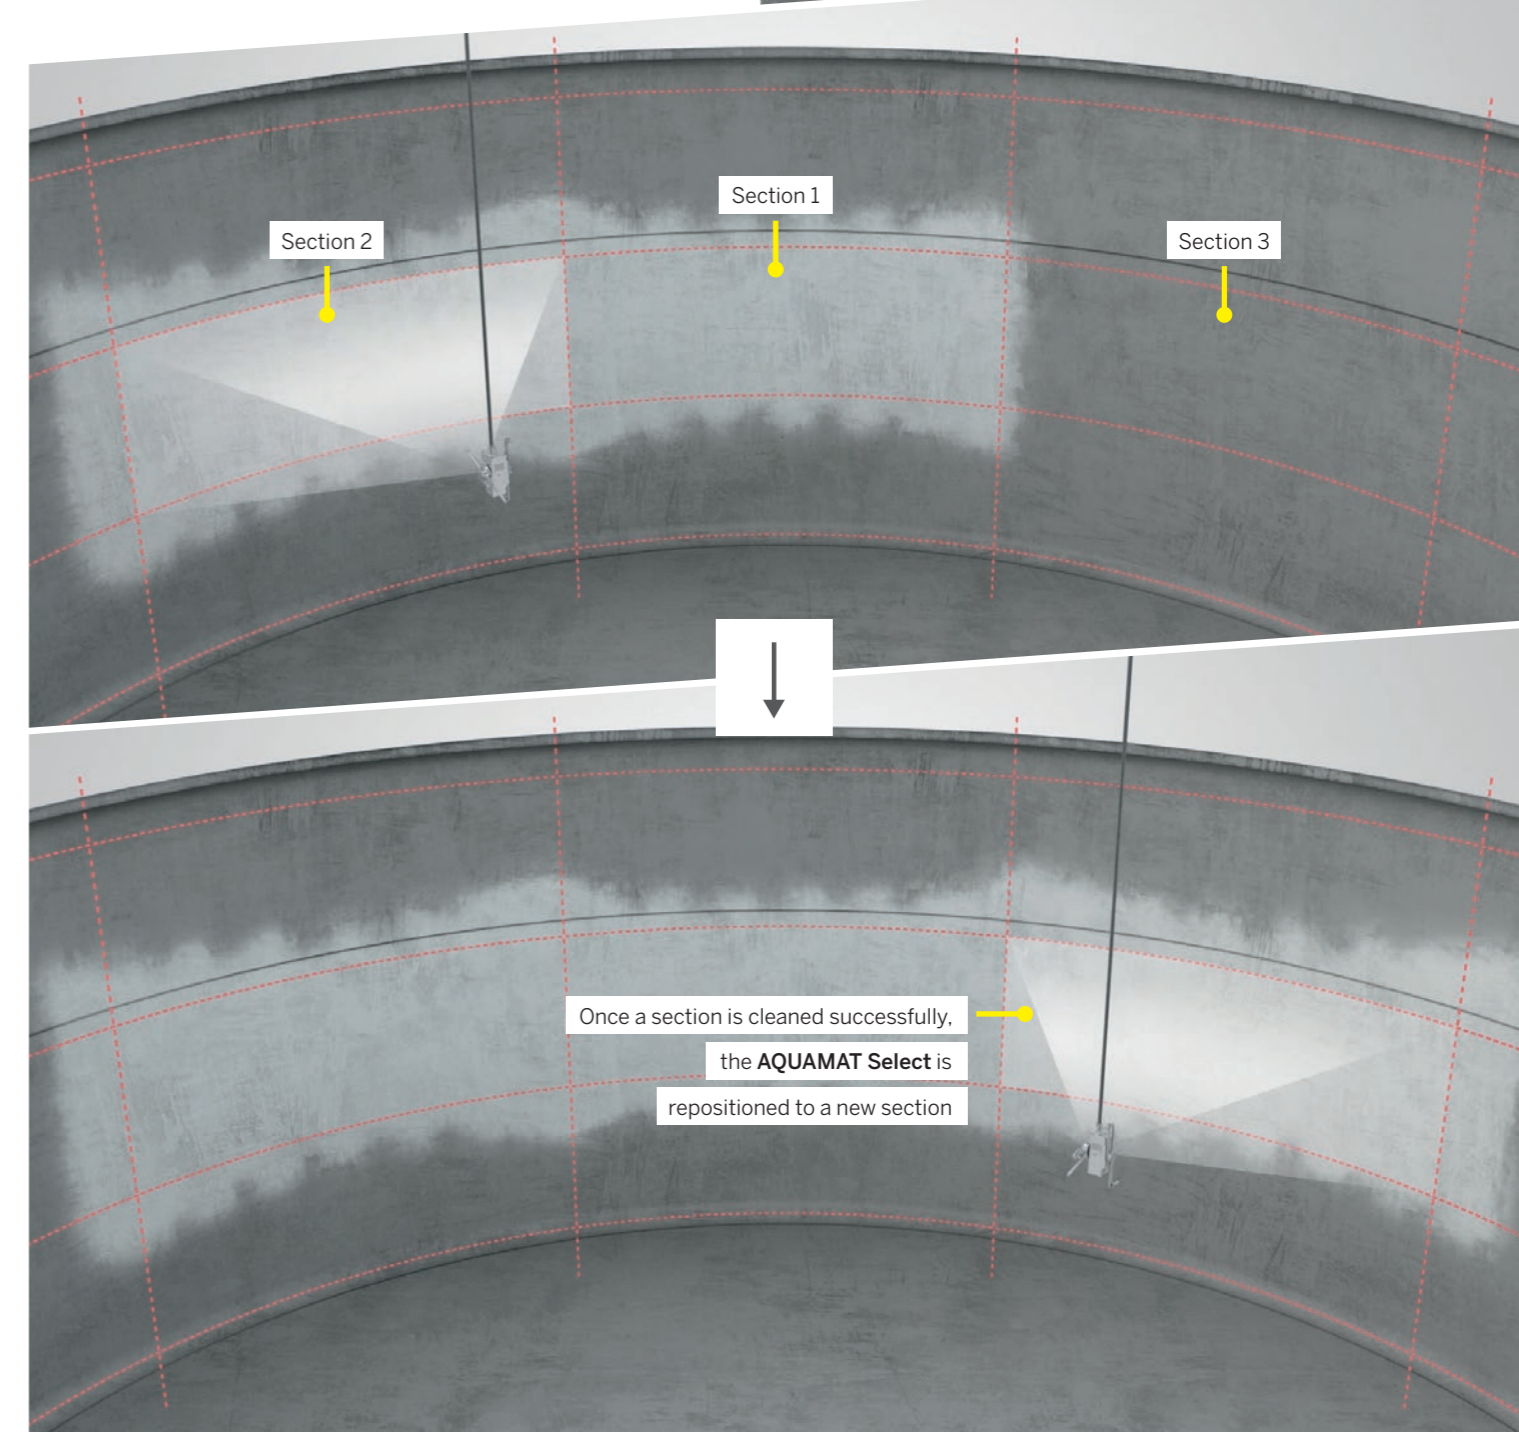 Section 1
Section 2
Section 3
Once a section is cleaned successfully,
the AQUAMAT Select is
repositioned to a new section